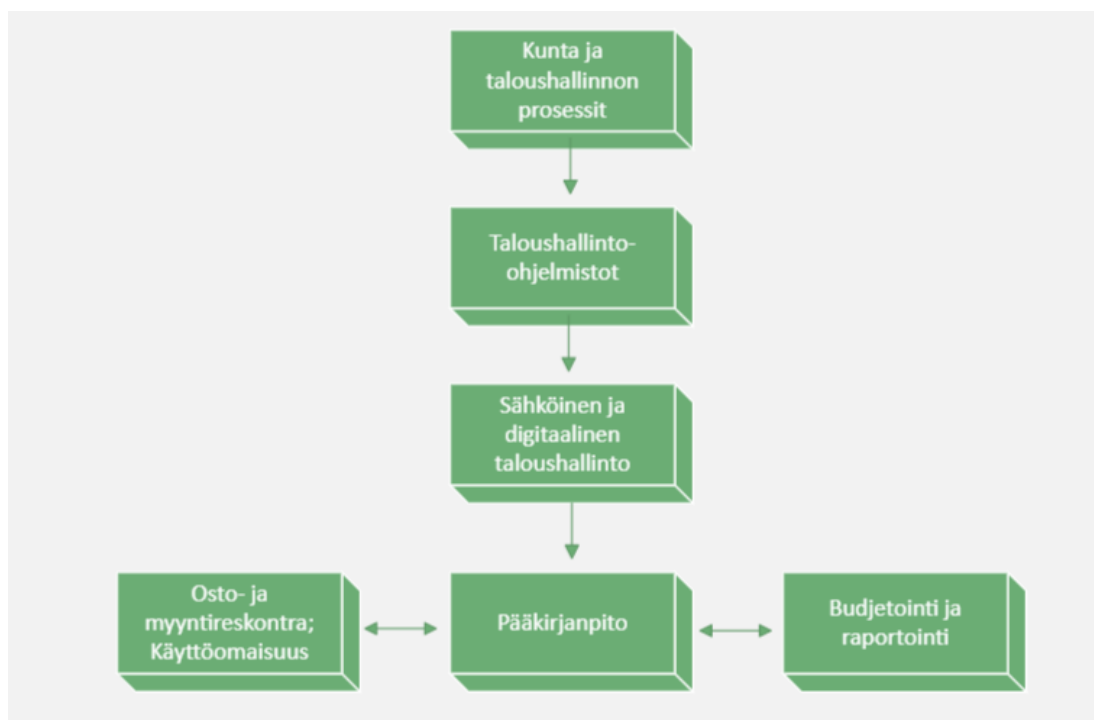 Kunta ja
taloushallinnon
prosessit
Taloushallinto-
ohjelmistot
Sähköinen ja
digitaalinen
taloushallinto
Osto- ja
myyntireskontra;
Käyttöomaisuus
Pääkirjanpito
Budjetointi ja
raportointi